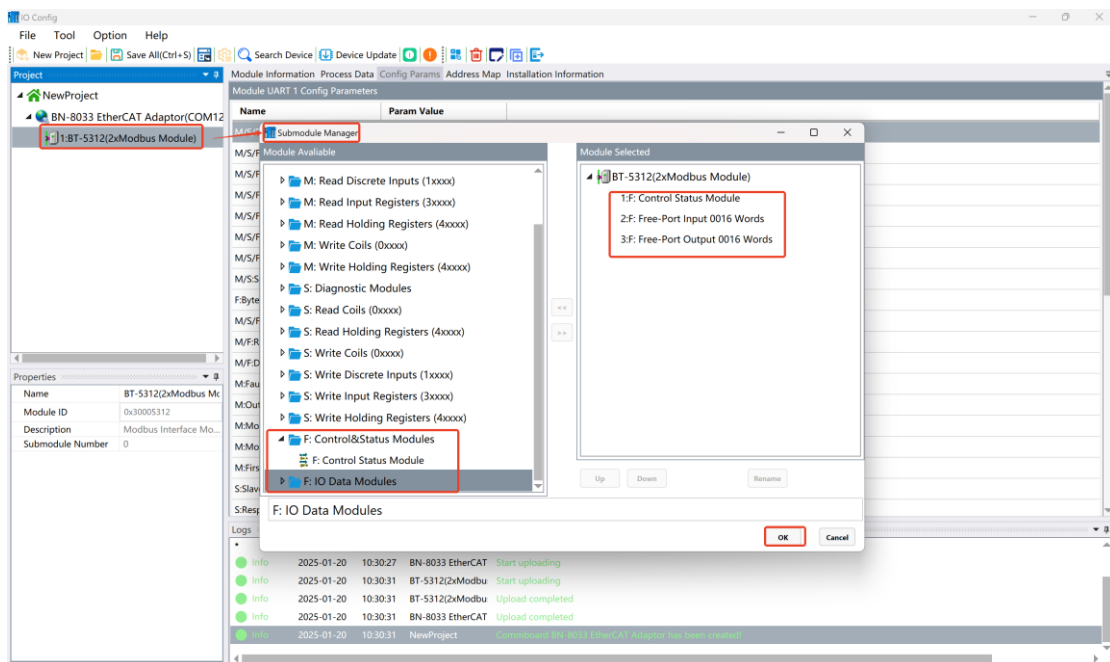 IO Config
File Tool Option Help
New Project Save All(Ctrl+S) Search Device Device Update
Project
NewProject
BN-8033 EtherCAT Adaptor(COM12
1:BT-5312(2xModbus Module)
Properties
Name BT-5312(2xModbus Mc
Module ID 0x30005312
Description Modbus Interface Mo...
Submodule Number 0
Module Information Process Data Config Params Address Map Installation Information
Module UART 1 Config Parameters
Name Param Value
M/S/F
M/S/F
M/S/F
M/S/F
M/S/F
M/S/F
M/S:S
F:Byte
M/S/F
M/F:R
M/F:D
M:Fau
M:Out
M:Mo
M:Mo
M:Firs
S:Slav
S:Resp
Submodule Manager
Module Avaliable
M: Read Discrete Inputs (1xxxx)
M: Read Input Registers (3xxxx)
M: Read Holding Registers (4xxxx)
M: Write Coils (0xxxx)
M: Write Holding Registers (4xxxx)
S: Diagnostic Modules
S: Read Coils (0xxxx)
S: Read Holding Registers (4xxxx)
S: Write Coils (0xxxx)
S: Write Discrete Inputs (1xxxx)
S: Write Input Registers (3xxxx)
S: Write Holding Registers (4xxxx)
F: Control&Status Modules
F: Control Status Module
F: IO Data Modules
<<
>>
Module Selected
BT-5312(2xModbus Module)
1:F: Control Status Module
2:F: Free-Port Input 0016 Words
3:F: Free-Port Output 0016 Words
Up Down Rename
F: IO Data Modules
OK Cancel
Logs
Info 2025-01-20 10:30:27 BN-8033 EtherCAT Start uploading
Info 2025-01-20 10:30:31 BT-5312(2xModbu Start uploading
Info 2025-01-20 10:30:31 BT-5312(2xModbu Upload completed
Info 2025-01-20 10:30:31 BN-8033 EtherCAT Upload completed
Info 2025-01-20 10:30:31 NewProject Commboard BN-8033 EtherCAT Adaptor has been created!